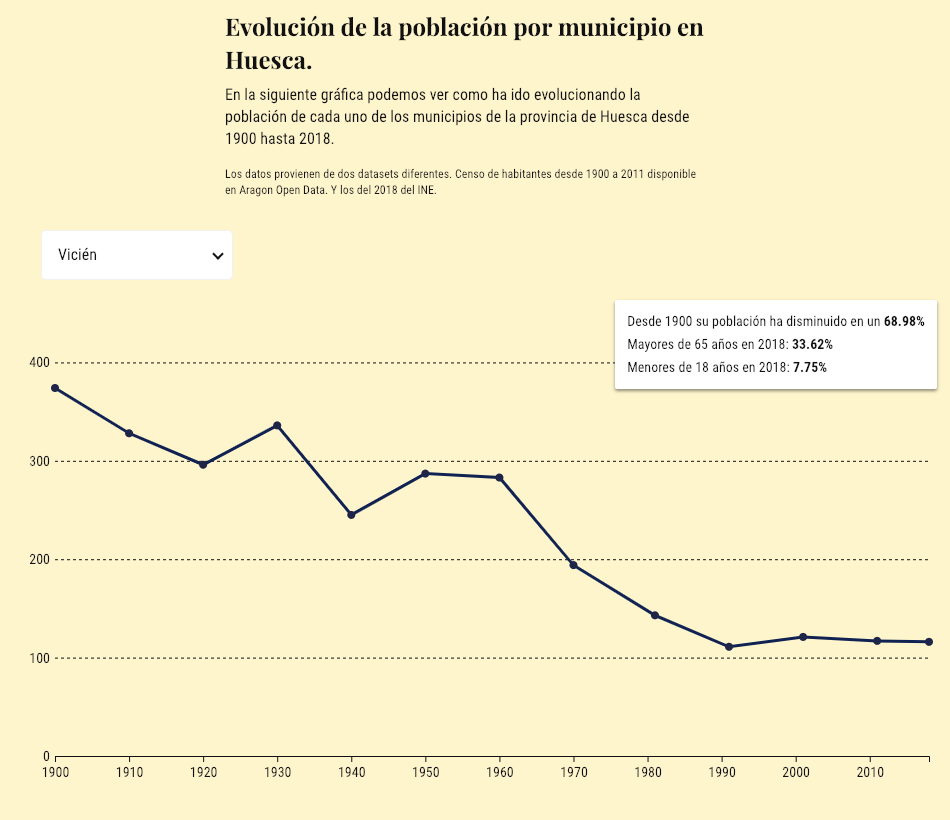 Evolución de la población por municipio en
Huesca.
En la siguiente gráfica podemos ver como ha ido evolucionando la
población de cada uno de los municipios de la provincia de Huesca desde
1900 hasta 2018.
Los datos provienen de dos datasets diferentes. Censo de habitantes desde 1900 a 2011 disponible
en Aragon Open Data. Y los del 2018 del INE.
Vicién
Desde 1900 su población ha disminuido en un 68.98%
Mayores de 65 años en 2018: 33.62%
Menores de 18 años en 2018: 7.75%
400
300
200
100
0
1900 1910 1920 1930 1940 1950 1960 1970 1980 1990 2000 2010